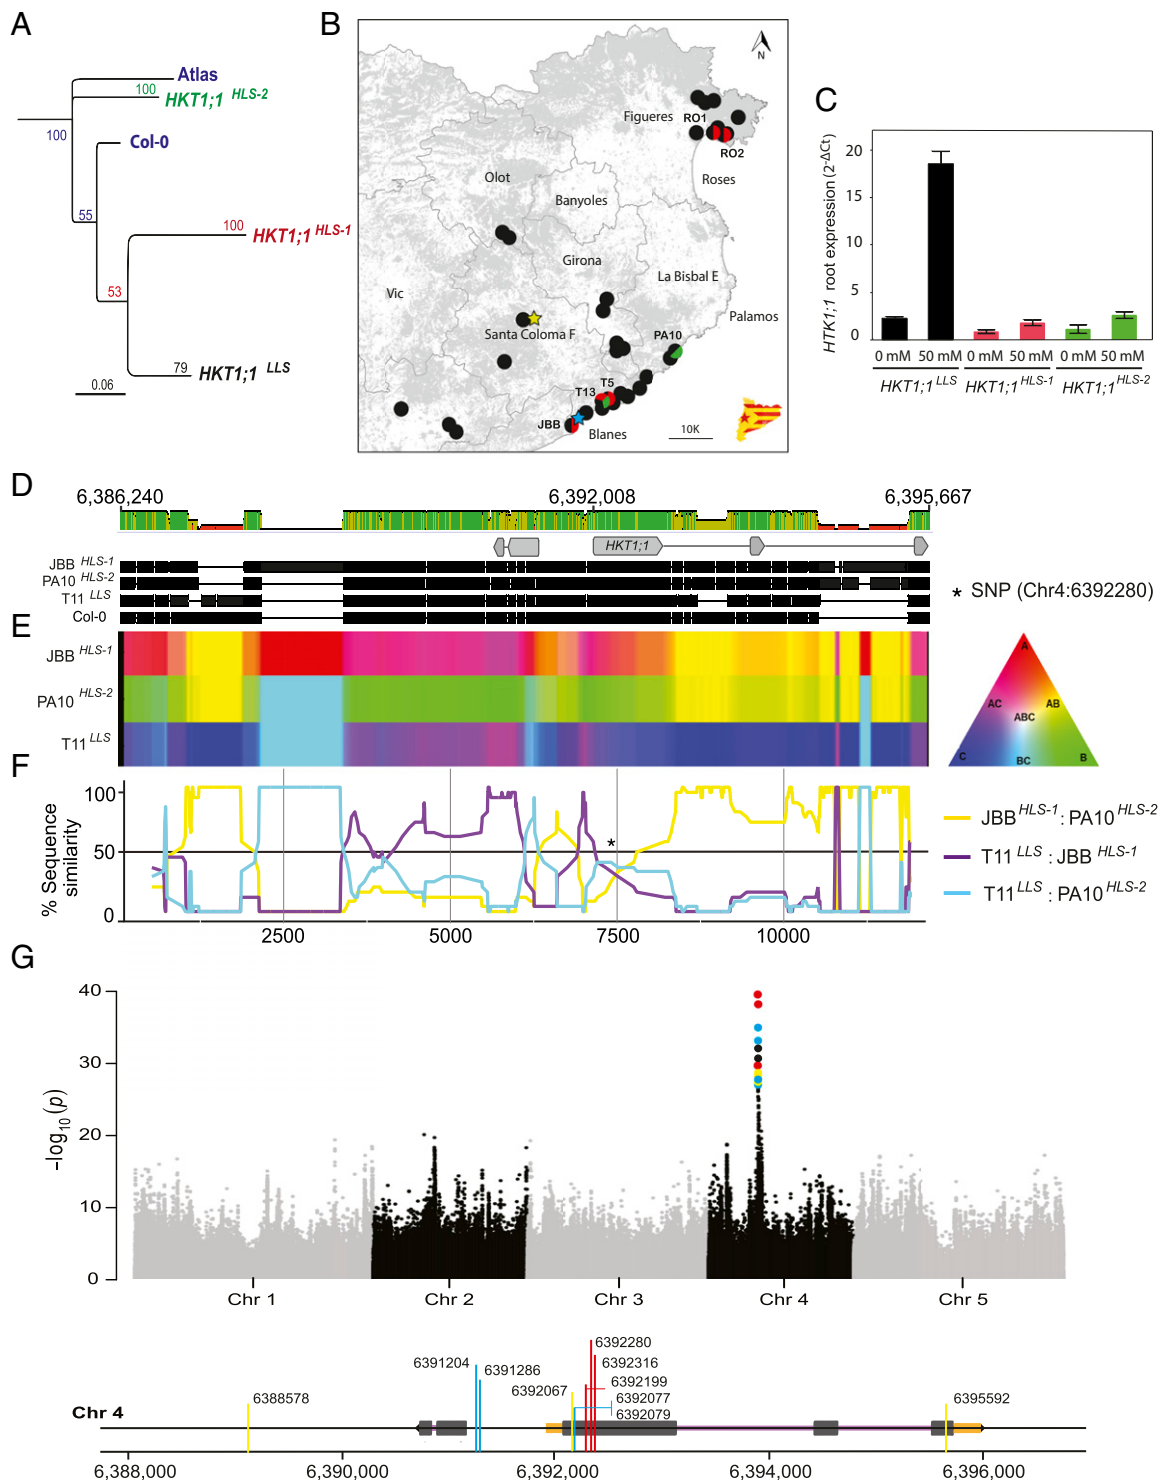 A
Atlas
100
HKT1;1 HLS-2
100
Col-0
55
100
HKT1;1 HLS-1
53
79
HKT1;1 LLS
0.06
B
N
Figueres
RO1
RO2
Roses
Olot
Banyoles
Girona
La Bisbal E
Vic
Palamos
Santa Coloma F
PA10
T5
T13
JBB
Blanes
10K
C
HTK1;1 root expression (2-ΔCt)
20
15
10
5
0
0 mM 50 mM 0 mM 50 mM 0 mM 50 mM
HKT1;1 LLS HKT1;1 HLS-1 HKT1;1 HLS-2
D
6,386,240 6,392,008 6,395,667
HKT1;1
JBB HLS-1
PA10 HLS-2
T11 LLS
Col-0
* SNP (Chr4:6392280)
E
JBB HLS-1
PA10 HLS-2
T11 LLS
A
AC AB
ABC
C BC B
F
% Sequence
similarity
100
50
0
*
2500 5000 7500 10000
JBB HLS-1 : PA10 HLS-2
T11 LLS : JBB HLS-1
T11 LLS : PA10 HLS-2
G
–log10 (p)
40
30
20
10
0
Chr 1 Chr 2 Chr 3 Chr 4 Chr 5
6392280
6391204
6391286
6392316
6392199
6392067
6388578
6392077
6392079
6395592
Chr 4
6,388,000 6,390,000 6,392,000 6,394,000 6,396,000